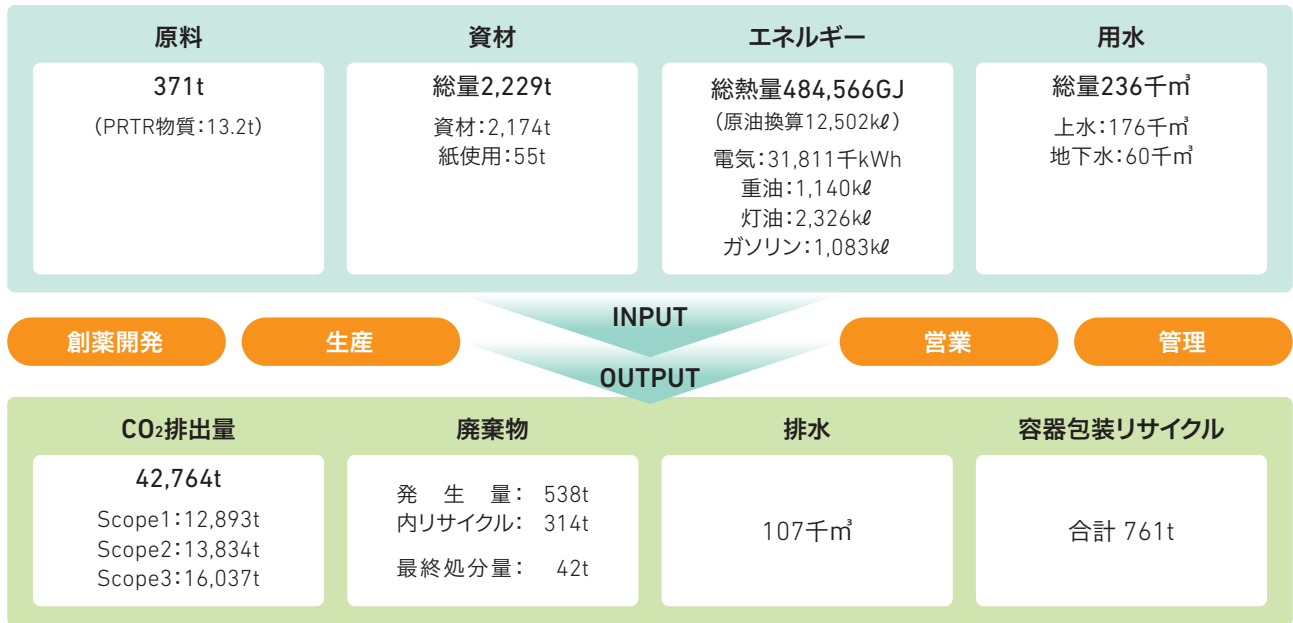 原料
371t
（PRTR物質：13.2t）
資材
総量2,229t
資材：2,174t
紙使用：55t
エネルギー
総熱量484,566GJ
（原油換算12,502kℓ）
電気：31,811千kWh
重油：1,140kℓ
灯油：2,326kℓ
ガソリン：1,083kℓ
用水
総量236千㎥
上水：176千㎥
地下水：60千㎥
INPUT
創薬開発
生産
営業
管理
OUTPUT
CO₂排出量
42,764t
Scope1：12,893t
Scope2：13,834t
Scope3：16,037t
廃棄物
発生量： 538t
内リサイクル： 314t
最終処分量： 42t
排水
107千㎥
容器包装リサイクル
合計 761t